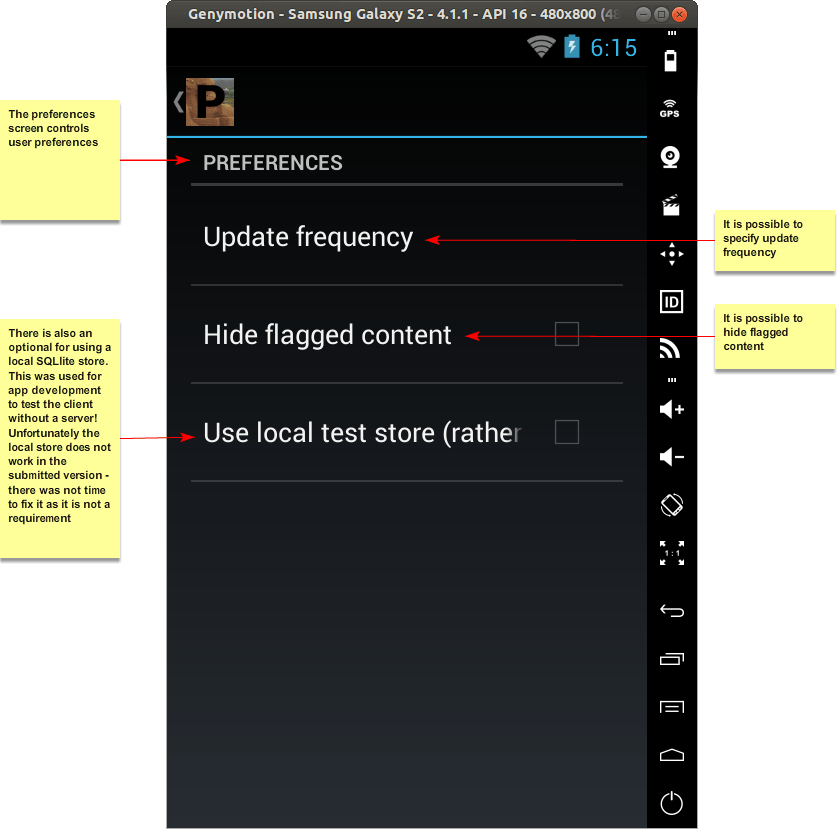 Genymotion - Samsung Galaxy S2 - 4.1.1 - API 16 - 480x800 (48
6:15
P
The preferences
screen controls
user preferences
PREFERENCES
GPS
Update frequency
It is possible to
specify update
frequency
ID
Hide flagged content
It is possible to
hide flagged
content
There is also an
optional for using a
local SQLlite store.
This was used for
app development
to test the client
without a server!
Unfortunately the
local store does not
work in the
submitted version -
there was not time
to fix it as it is not a
requirement
Use local test store (rather
1:1